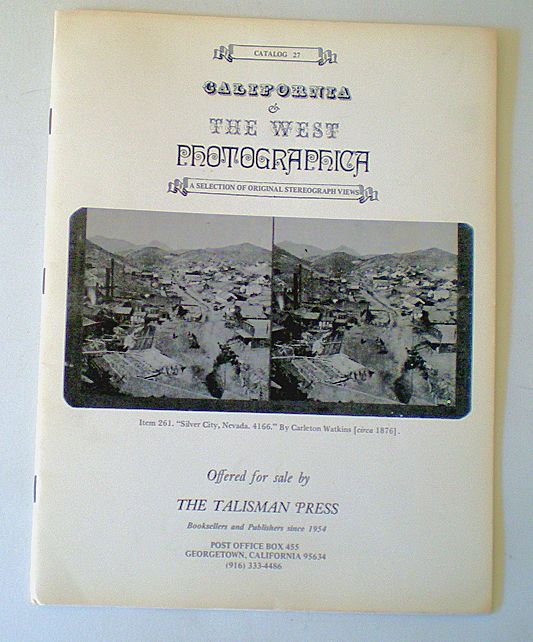 CATALOG 27
CALIFORNIA
&
THE WEST
PHOTOGRAPHICA
A SELECTION OF ORIGINAL STEREOGRAPH VIEWS
Item 261. "Silver City, Nevada. 4166." By Carleton Watkins [circa 1876].
Offered for sale by
THE TALISMAN PRESS
Booksellers and Publishers since 1954
POST OFFICE BOX 455
GEORGETOWN, CALIFORNIA 95634
(916) 333-4486